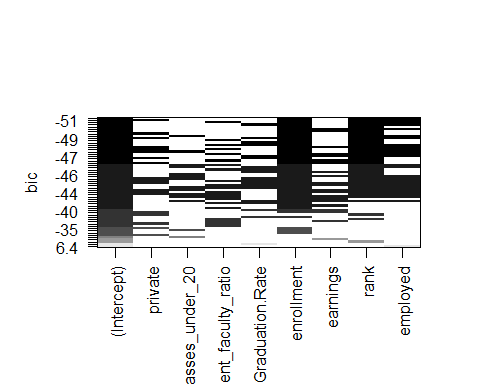 bic
-51
-49
-47
-46
-44
-40
-35
6.4
(Intercept)
private
asses_under_20
ent_faculty_ratio
Graduation.Rate
enrollment
earnings
rank
employed